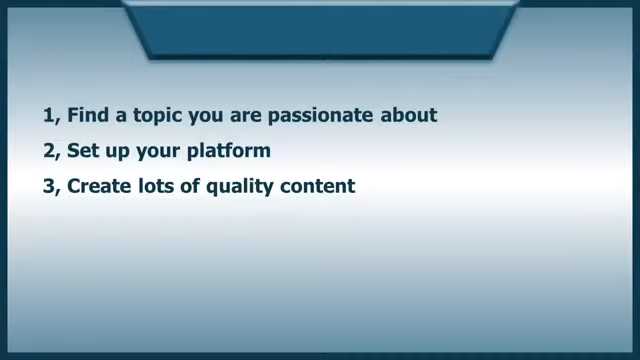 1, Find a topic you are passionate about
2, Set up your platform
3, Create lots of quality content